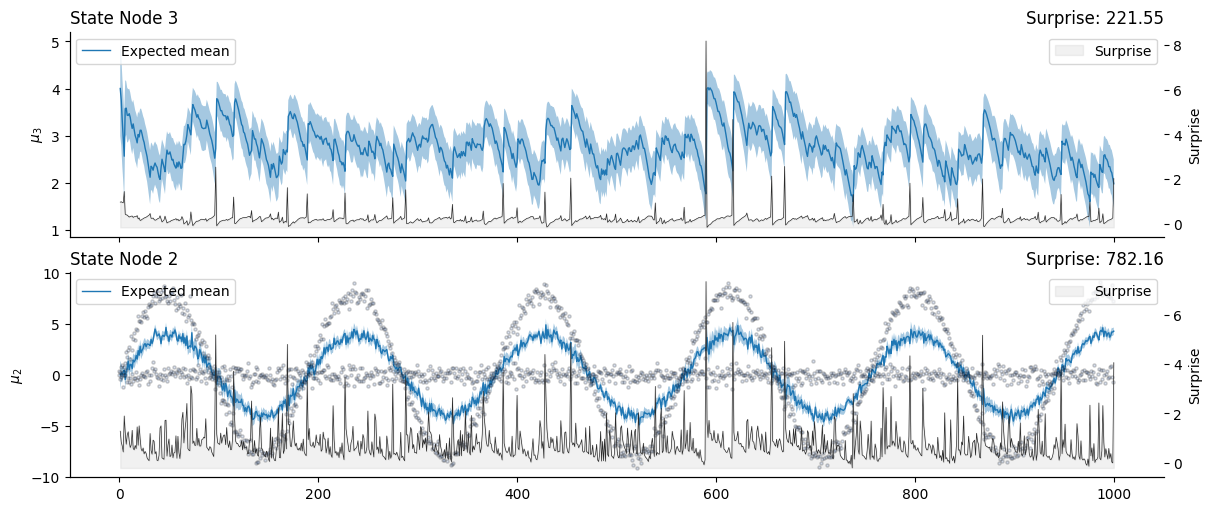 State Node 3
Surprise: 221.55
Expected mean
Surprise
5
4
3
2
1
μ3
8
6
4
2
0
Surprise
State Node 2
Surprise: 782.16
Expected mean
Surprise
10
5
0
−5
−10
μ2
6
4
2
0
Surprise
0
200
400
600
800
1000